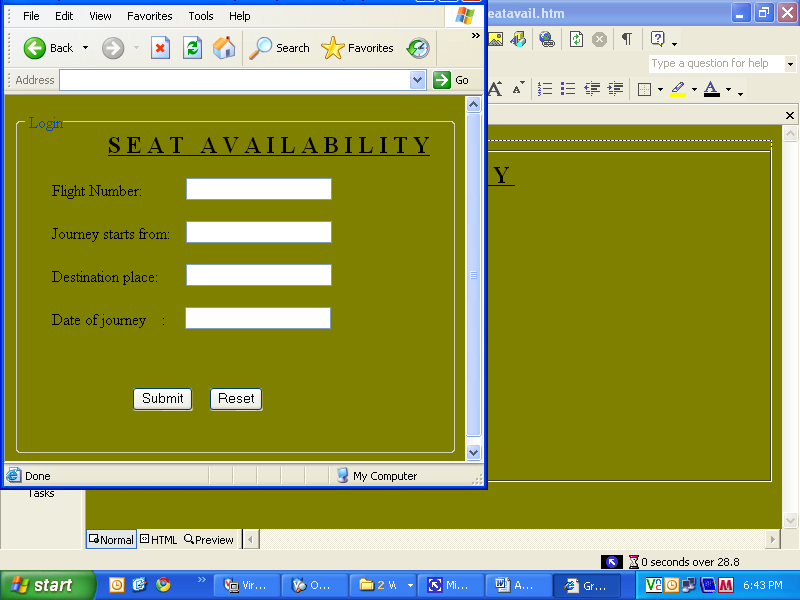 File Edit View Favorites Tools Help
eatavail.htm
Back Search Favorites »
Type a question for help
Address Go
Login
SEAT AVAILABILITY
Y
Flight Number:
Journey starts from:
Destination place:
Date of journey :
Submit Reset
Done My Computer
Tasks
Normal HTML Preview
0 seconds over 28.8
start » Vir... O... 2 W Mi... A... Gr... 6:43 PM